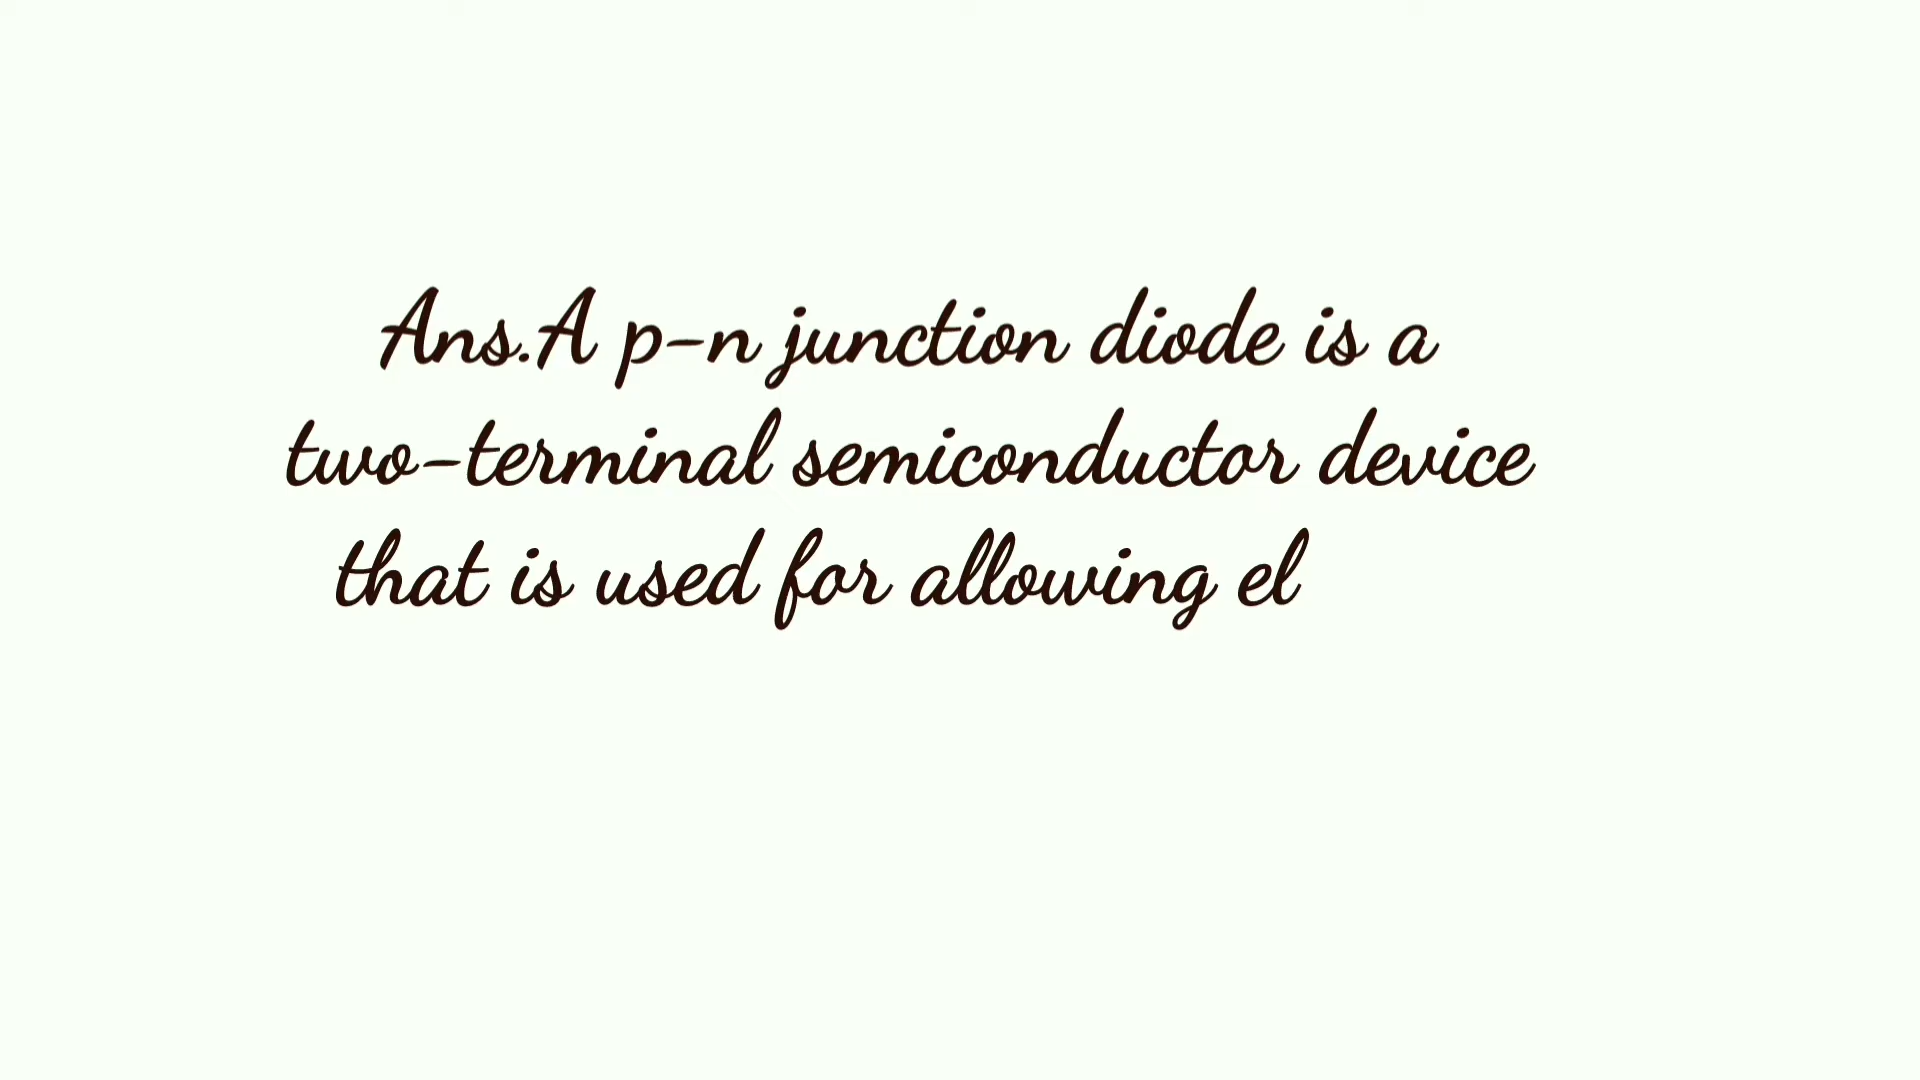 Ans.A p-n junction diode is a
two-terminal semiconductor device
that is used for allowing el